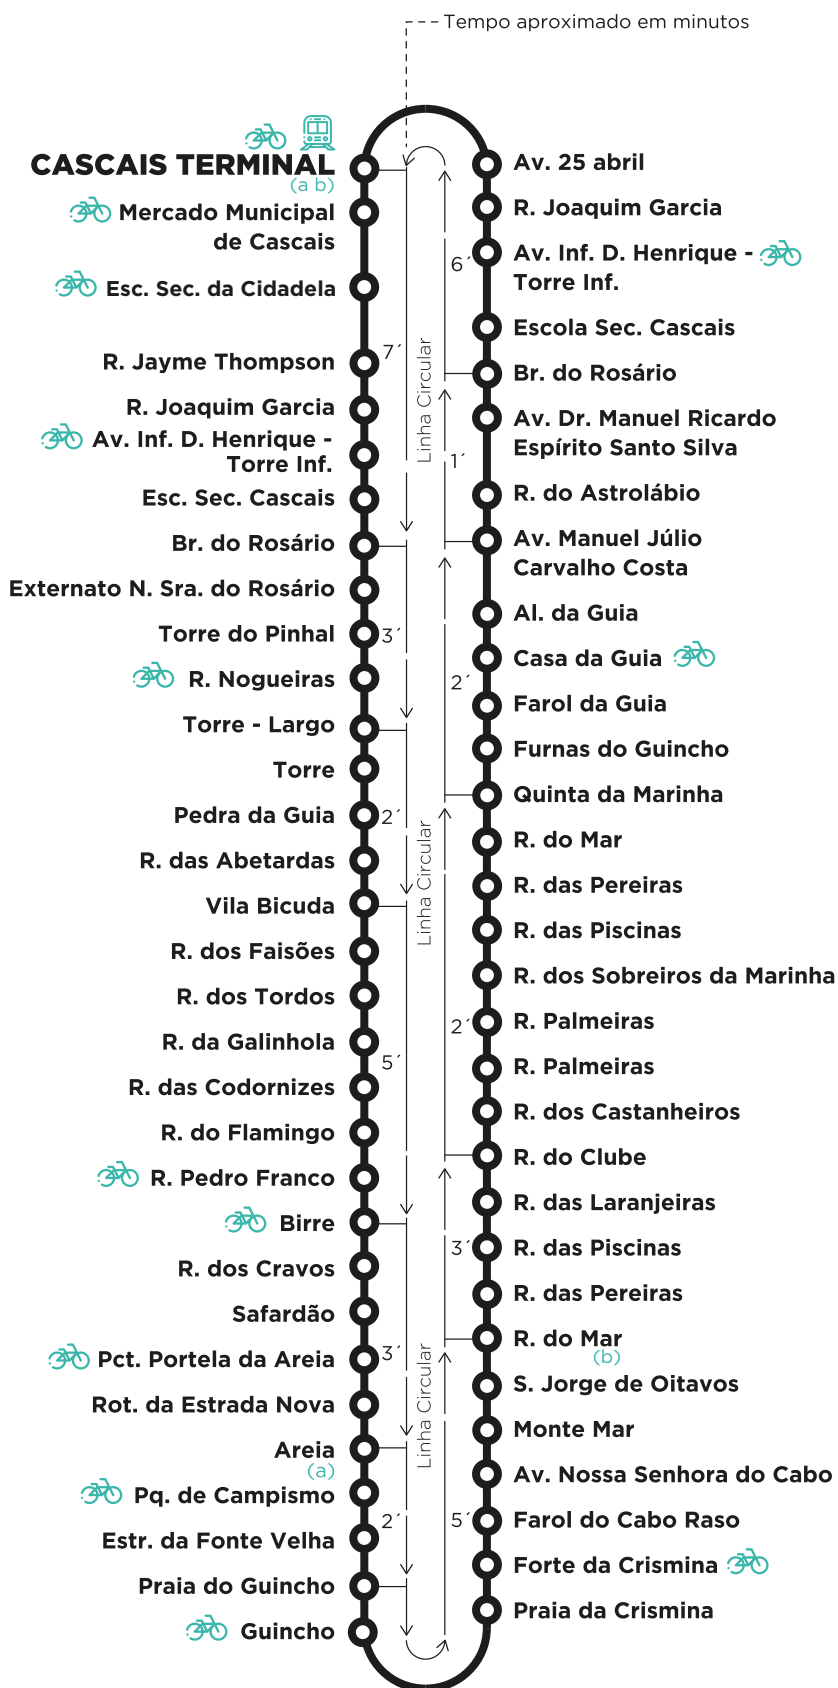 Tempo aproximado em minutos
CASCAIS TERMINAL
(a b)
Mercado Municipal
de Cascais
Esc. Sec. da Cidadela
R. Jayme Thompson
R. Joaquim Garcia
Av. Inf. D. Henrique -
Torre Inf.
Esc. Sec. Cascais
Br. do Rosário
Externato N. Sra. do Rosário
Torre do Pinhal
R. Nogueiras
Torre - Largo
Torre
Pedra da Guia
R. das Abetardas
Vila Bicuda
R. dos Faisões
R. dos Tordos
R. da Galinhola
R. das Codornizes
R. do Flamingo
R. Pedro Franco
Birre
R. dos Cravos
Safardão
Pct. Portela da Areia
Rot. da Estrada Nova
Areia
(a)
Pq. de Campismo
Estr. da Fonte Velha
Praia do Guincho
Guincho
7´
3´
2´
5´
3´
2´
Linha Circular
Linha Circular
Linha Circular
6´
1´
2´
2´
3´
5´
Av. 25 abril
R. Joaquim Garcia
Av. Inf. D. Henrique -
Torre Inf.
Escola Sec. Cascais
Br. do Rosário
Av. Dr. Manuel Ricardo
Espírito Santo Silva
R. do Astrolábio
Av. Manuel Júlio
Carvalho Costa
Al. da Guia
Casa da Guia
Farol da Guia
Furnas do Guincho
Quinta da Marinha
R. do Mar
R. das Pereiras
R. das Piscinas
R. dos Sobreiros da Marinha
R. Palmeiras
R. Palmeiras
R. dos Castanheiros
R. do Clube
R. das Laranjeiras
R. das Piscinas
R. das Pereiras
R. do Mar
(b)
S. Jorge de Oitavos
Monte Mar
Av. Nossa Senhora do Cabo
Farol do Cabo Raso
Forte da Crismina
Praia da Crismina